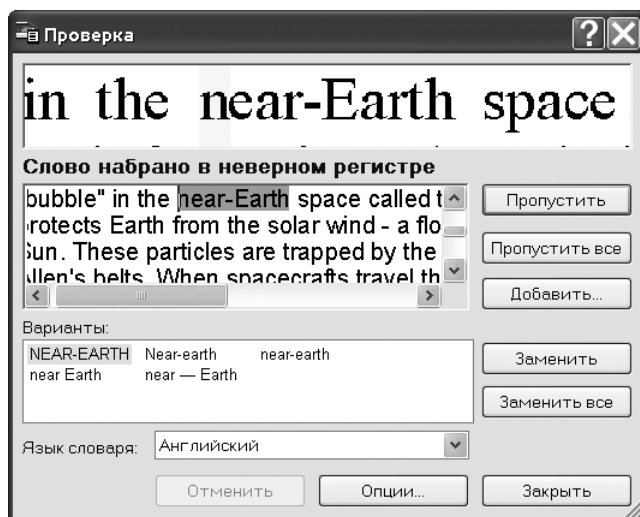 Проверка
in the near-Earth space
Слово набрано в неверном регистре
bubble" in the near-Earth space called t
rotects Earth from the solar wind - a flo
Sun. These particles are trapped by the
Allen's belts. When spacecrafts travel th
Пропустить
Пропустить все
Добавить...
Варианты:
NEAR-EARTH Near-earth near-earth
near Earth near — Earth
Заменить
Заменить все
Язык словаря: Английский
Отменить Опции... Закрыть